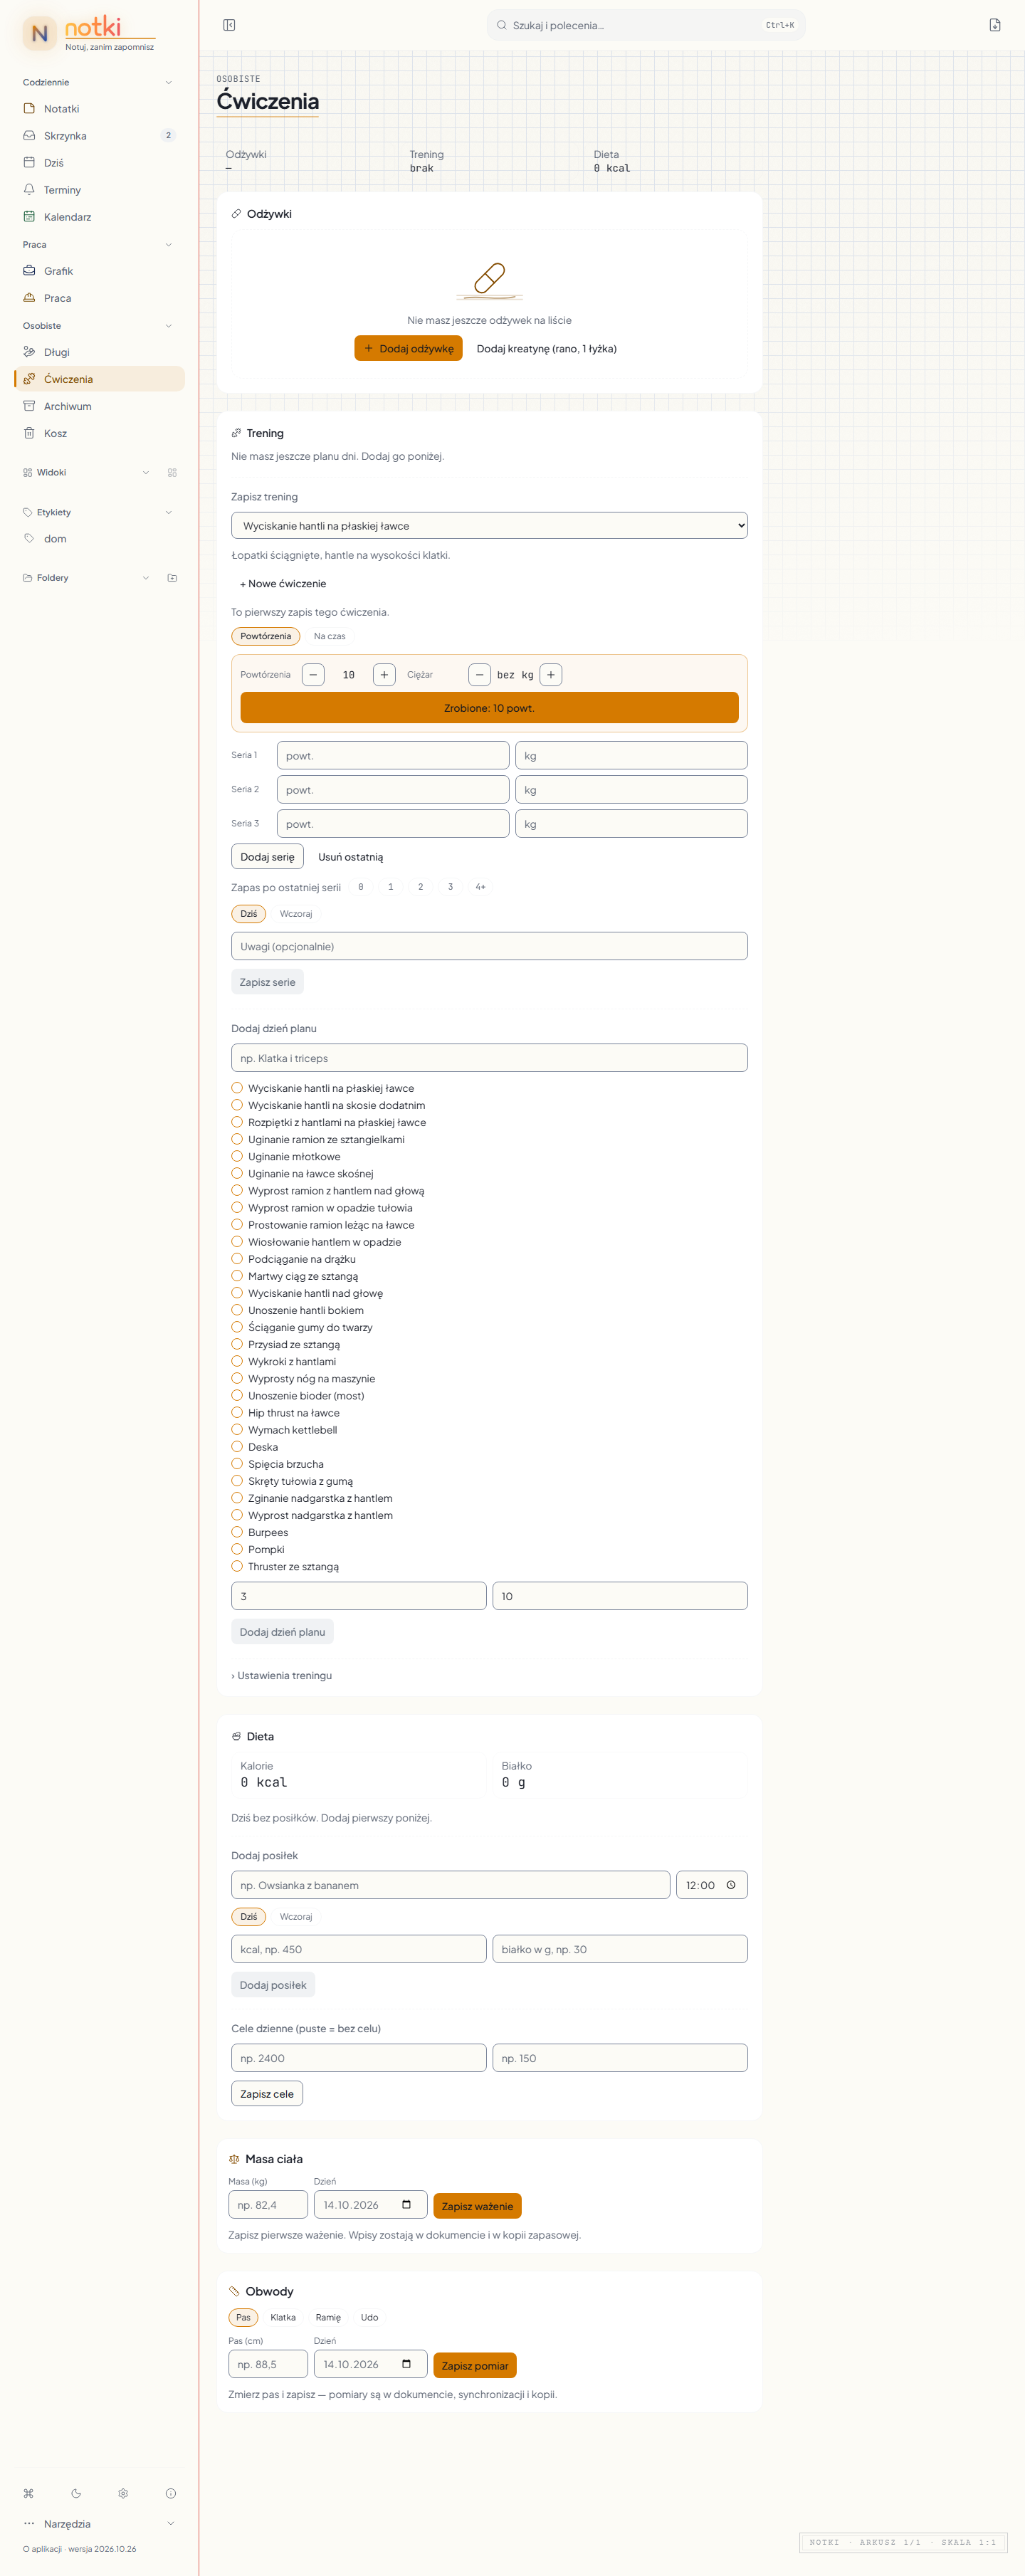 N notki
Notuj, zanim zapomnisz
Szukaj i polecenia...
Ctrl+K
Codziennie
Notatki
Skrzynka 2
Dziś
Terminy
Kalendarz
Praca
Grafik
Praca
Osobiste
Długi
Ćwiczenia
Archiwum
Kosz
Widoki
Etykiety
dom
Foldery
Narzędzia
O aplikacji · wersja 2026.10.26
OSOBISTE
Ćwiczenia
Odżywki Trening Dieta
— brak 0 kcal
Odżywki
Nie masz jeszcze odżywek na liście
+ Dodaj odżywkę Dodaj kreatynę (rano, 1 łyżka)
Trening
Nie masz jeszcze planu dni. Dodaj go poniżej.
Zapisz trening
Wyciskanie hantli na płaskiej ławce
Łopatki ściągnięte, hantle na wysokości klatki.
+ Nowe ćwiczenie
To pierwszy zapis tego ćwiczenia.
Powtórzenia Na czas
Powtórzenia − 10 + Ciężar − bez kg +
Zrobione: 10 powt.
Seria 1 powt. kg
Seria 2 powt. kg
Seria 3 powt. kg
Dodaj serię Usuń ostatnią
Zapas po ostatniej serii 0 1 2 3 4+
Dziś Wczoraj
Uwagi (opcjonalnie)
Zapisz serie
Dodaj dzień planu
np. Klatka i triceps
Wyciskanie hantli na płaskiej ławce
Wyciskanie hantli na skosie dodatnim
Rozpiętki z hantlami na płaskiej ławce
Uginanie ramion ze sztangielkami
Uginanie młotkowe
Uginanie na ławce skośnej
Wyprost ramion z hantlem nad głową
Wyprost ramion w opadzie tułowia
Prostowanie ramion leżąc na ławce
Wiosłowanie hantlem w opadzie
Podciąganie na drążku
Martwy ciąg ze sztangą
Wyciskanie hantli nad głowę
Unoszenie hantli bokiem
Ściąganie gumy do twarzy
Przysiad ze sztangą
Wykroki z hantlami
Wyprosty nóg na maszynie
Unoszenie bioder (most)
Hip thrust na ławce
Wymach kettlebell
Deska
Spięcia brzucha
Skręty tułowia z gumą
Zginanie nadgarstka z hantlem
Wyprost nadgarstka z hantlem
Burpees
Pompki
Thruster ze sztangą
3 10
Dodaj dzień planu
› Ustawienia treningu
Dieta
Kalorie Białko
0 kcal 0 g
Dziś bez posiłków. Dodaj pierwszy poniżej.
Dodaj posiłek
np. Owsianka z bananem 12:00
Dziś Wczoraj
kcal, np. 450 białko w g, np. 30
Dodaj posiłek
Cele dzienne (puste = bez celu)
np. 2400 np. 150
Zapisz cele
Masa ciała
Masa (kg) Dzień
np. 82,4 14.10.2026 Zapisz ważenie
Zapisz pierwsze ważenie. Wpisy zostają w dokumencie i w kopii zapasowej.
Obwody
Pas Klatka Ramię Udo
Pas (cm) Dzień
np. 88,5 14.10.2026 Zapisz pomiar
Zmierz pas i zapisz — pomiary są w dokumencie, synchronizacji i kopii.
NOTKI · ARKUSZ 1/1 · SKALA 1:1